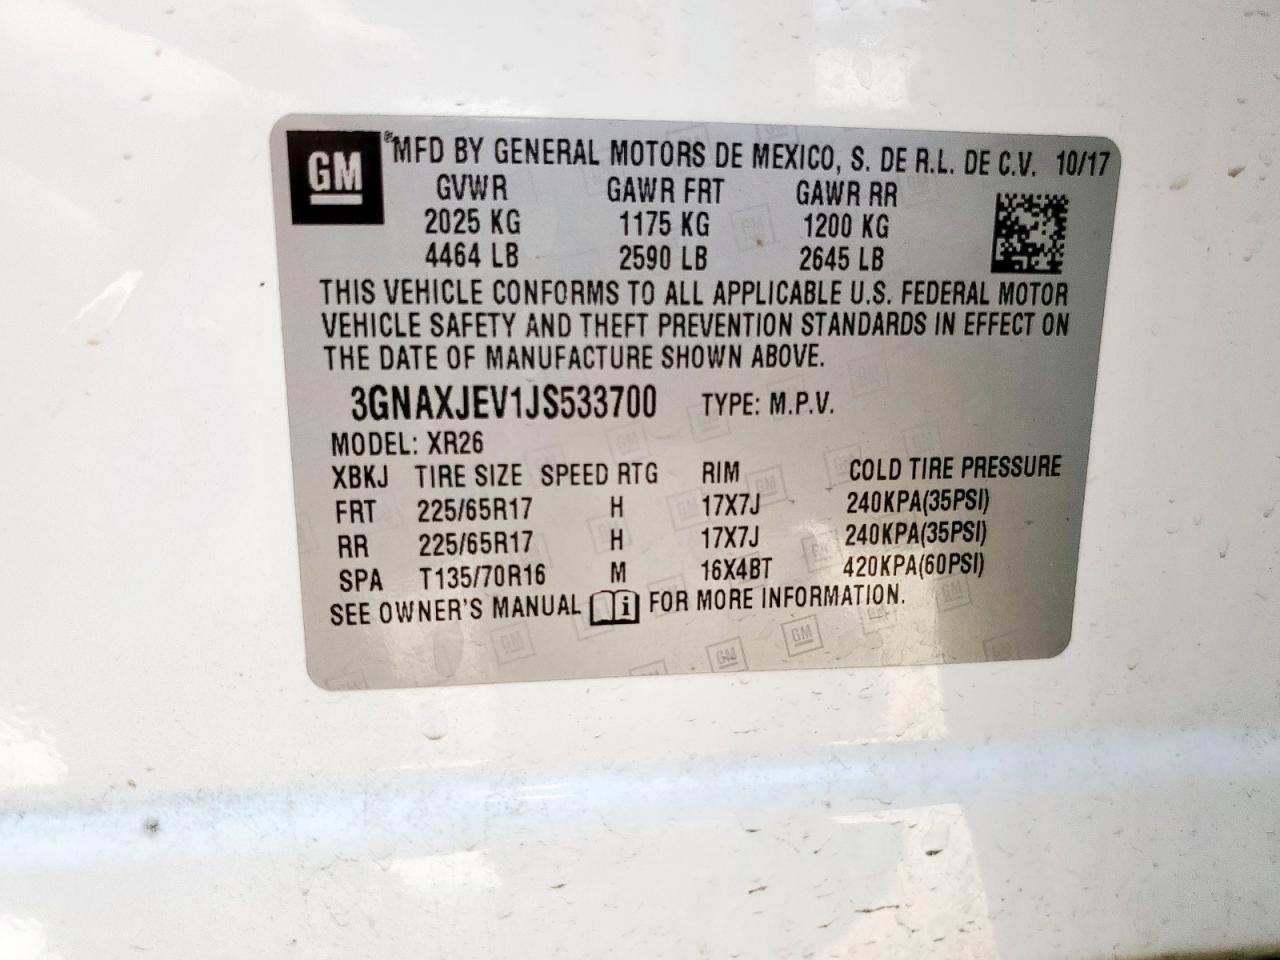 GM ®MFD BY GENERAL MOTORS DE MEXICO, S. DE R.L. DE C.V. 10/17
GVWR GAWR FRT GAWR RR
2025 KG 1175 KG 1200 KG
4464 LB 2590 LB 2645 LB
THIS VEHICLE CONFORMS TO ALL APPLICABLE U.S. FEDERAL MOTOR
VEHICLE SAFETY AND THEFT PREVENTION STANDARDS IN EFFECT ON
THE DATE OF MANUFACTURE SHOWN ABOVE.
3GNAXJEV1JS533700 TYPE: M.P.V.
MODEL: XR26
XBKJ TIRE SIZE SPEED RTG RIM COLD TIRE PRESSURE
FRT 225/65R17 H 17X7J 240KPA(35PSI)
RR 225/65R17 H 17X7J 240KPA(35PSI)
SPA T135/70R16 M 16X4BT 420KPA(60PSI)
SEE OWNER'S MANUAL i FOR MORE INFORMATION.